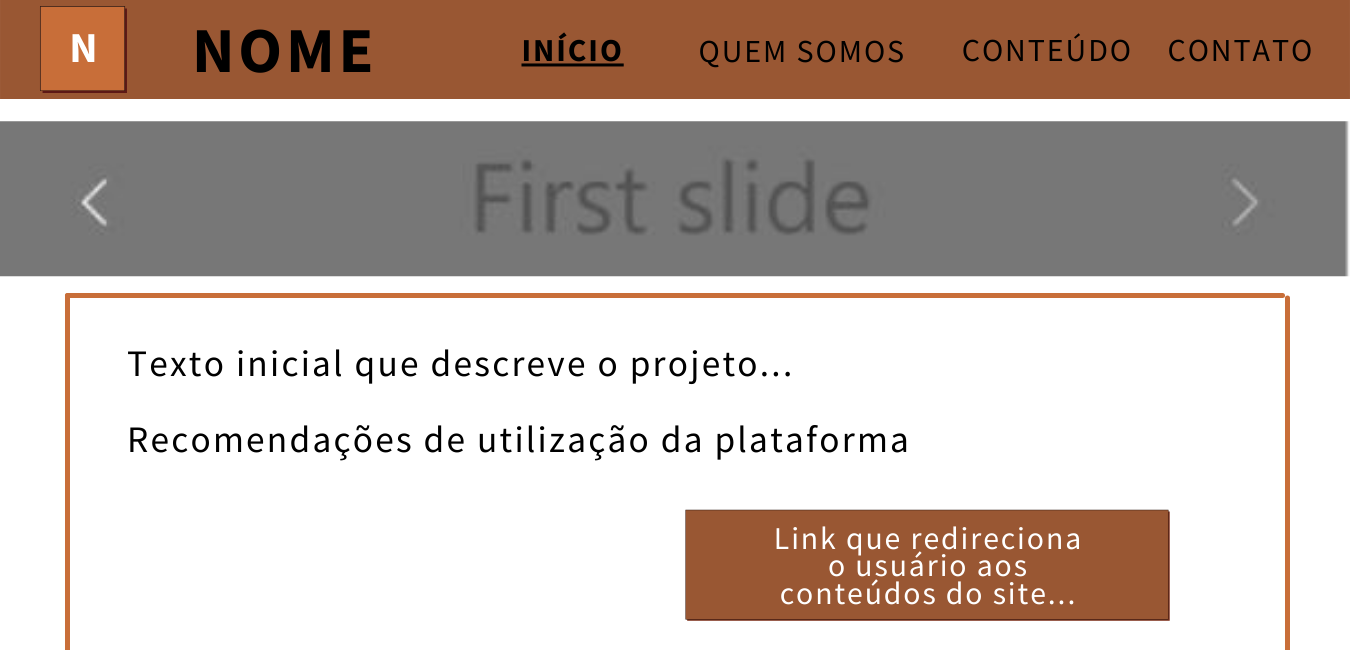 N
NOME
INÍCIO
QUEM SOMOS
CONTEÚDO
CONTATO
First slide
Texto inicial que descreve o projeto...
Recomendações de utilização da plataforma
Link que redireciona
o usuário aos
conteúdos do site...